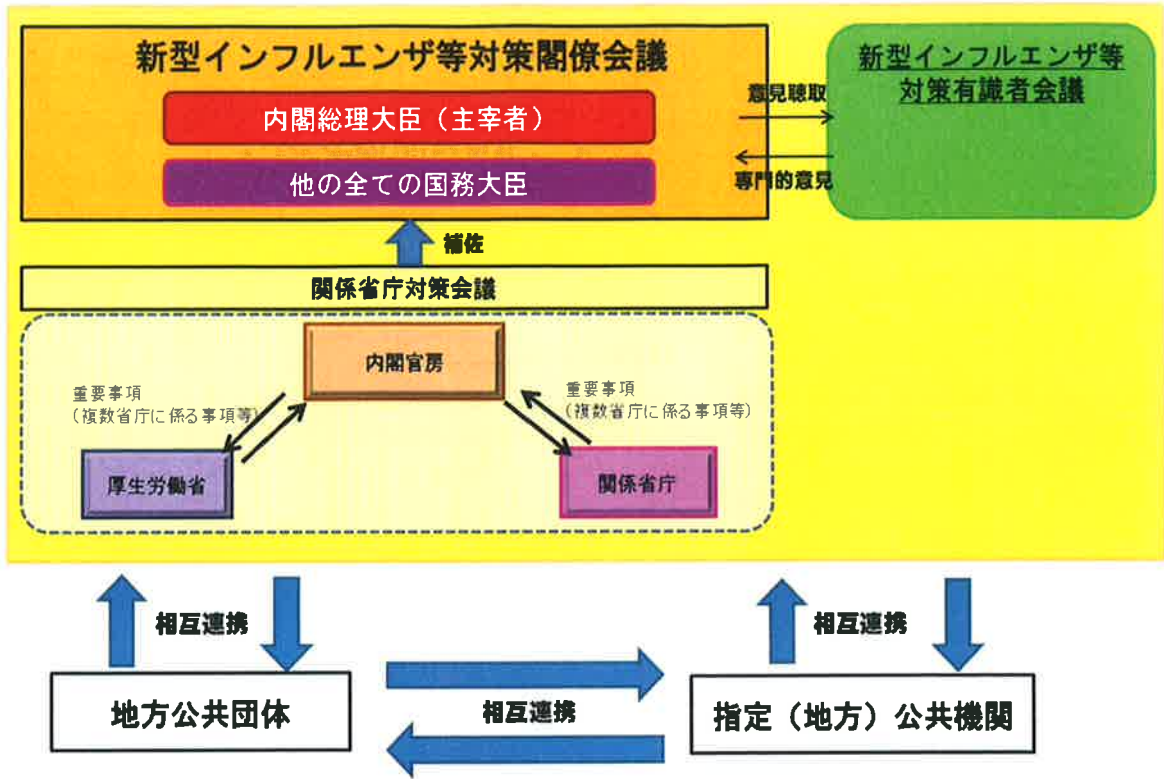 新型インフルエンザ等対策閣僚会議
内閣総理大臣（主宰者）
他の全ての国務大臣
意見聴取
専門的意見
新型インフルエンザ等
対策有識者会議
補佐
関係省庁対策会議
内閣官房
重要事項
（複数省庁に係る事項等）
重要事項
（複数省庁に係る事項等）
厚生労働省
関係省庁
相互連携
相互連携
地方公共団体
相互連携
指定（地方）公共機関